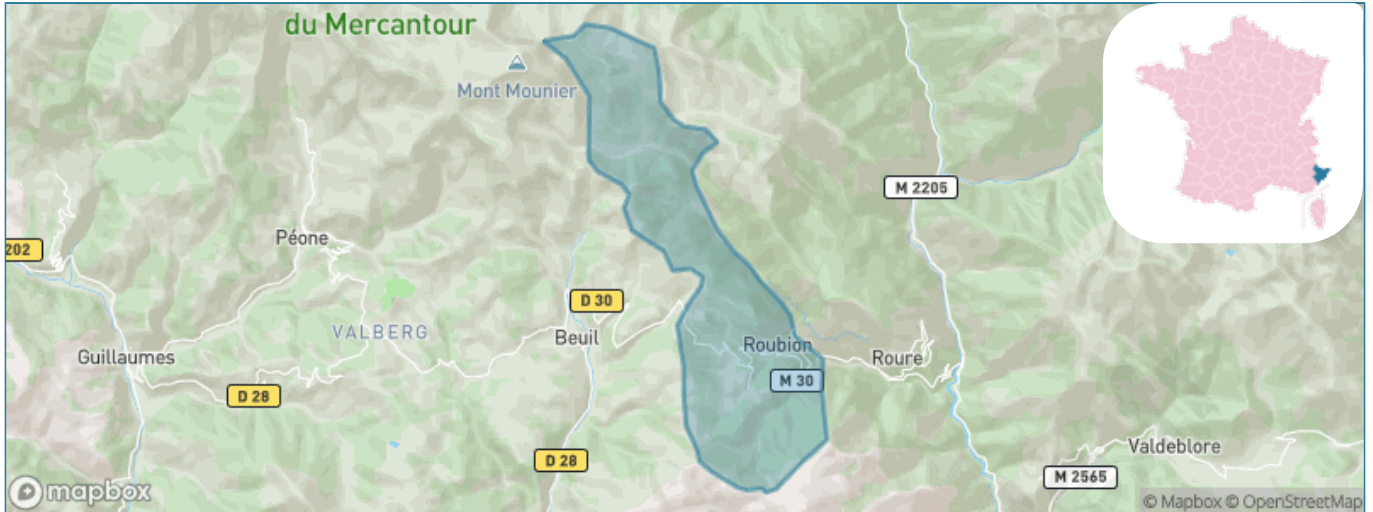 du Mercantour
Mont Mounier
M 2205
202
Péone
D 30
VALBERG
Beuil
Guillaumes
Roubion
Roure
M 30
D 28
Valdeblore
D 28
M 2565
mapbox
© Mapbox © OpenStreetMap